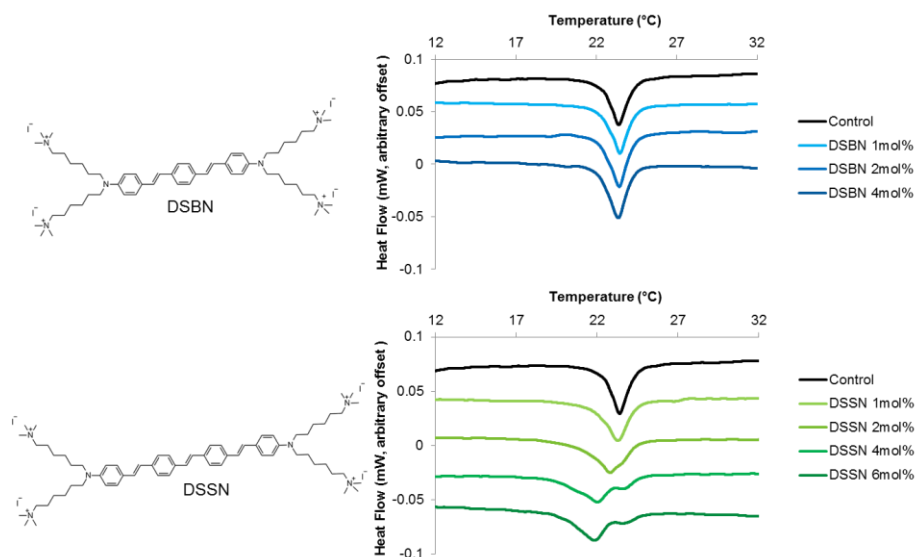 Temperature (°C)
12 17 22 27 32
0.1
0.05
0
-0.05
-0.1
Heat Flow (mW, arbitrary offset)
Control
DSBN 1mol%
DSBN 2mol%
DSBN 4mol%
I⁻ I⁻
N⁺ N⁺
N N
N⁺ N⁺
I⁻ I⁻
DSBN
Temperature (°C)
12 17 22 27 32
0.1
0.05
0
-0.05
-0.1
Heat Flow (mW, arbitrary offset)
Control
DSSN 1mol%
DSSN 2mol%
DSSN 4mol%
DSSN 6mol%
I⁻ I⁻
N⁺ N⁺
N N
N⁺ N⁺
I⁻ I⁻
DSSN